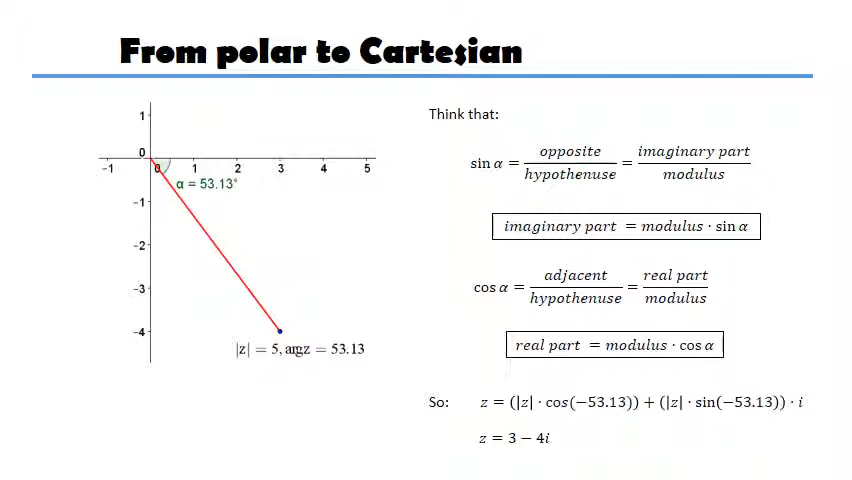 From polar to Cartesian
Think that:
sin α = opposite/hypothenuse = imaginary part/modulus
imaginary part = modulus · sin α
cos α = adjacent/hypothenuse = real part/modulus
real part = modulus · cos α
So: z = (|z| · cos(−53.13)) + (|z| · sin(−53.13)) · i
z = 3 − 4i
1
0
−1 0 1 2 3 4 5
α = 53.13°
−1
−2
−3
−4
|z| = 5, argz = 53.13